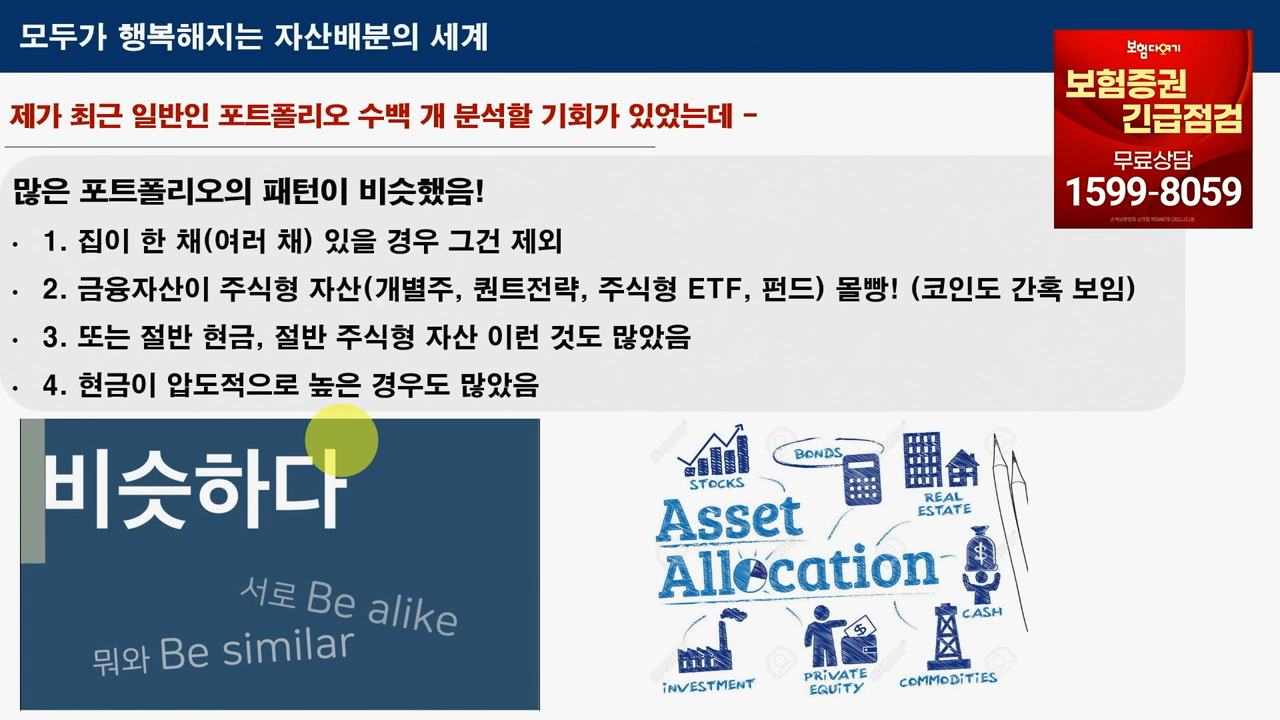 모두가 행복해지는 자산배분의 세계
제가 최근 일반인 포트폴리오 수백 개 분석할 기회가 있었는데 –
많은 포트폴리오의 패턴이 비슷했음!
• 1. 집이 한 채(여러 채) 있을 경우 그건 제외
• 2. 금융자산이 주식형 자산(개별주, 퀀트전략, 주식형 ETF, 펀드) 몰빵! (코인도 간혹 보임)
• 3. 또는 절반 현금, 절반 주식형 자산 이런 것도 많았음
• 4. 현금이 압도적으로 높은 경우도 많았음
보험다여기
보험증권
긴급점검
무료상담
1599-8059
비슷하다
서로 Be alike
뭐와 Be similar
STOCKS
BONDS
REAL
ESTATE
Asset
Allocation
CASH
INVESTMENT
PRIVATE
EQUITY
COMMODITIES